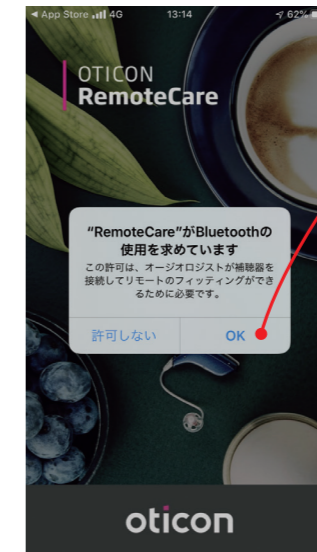 App Store 4G 13:14 62%
OTICON
RemoteCare
“RemoteCare”がBluetoothの
使用を求めています
この許可は、オージオロジストが補聴器を
接続してリモートのフィッティングができ
るために必要です。
許可しない OK
oticon